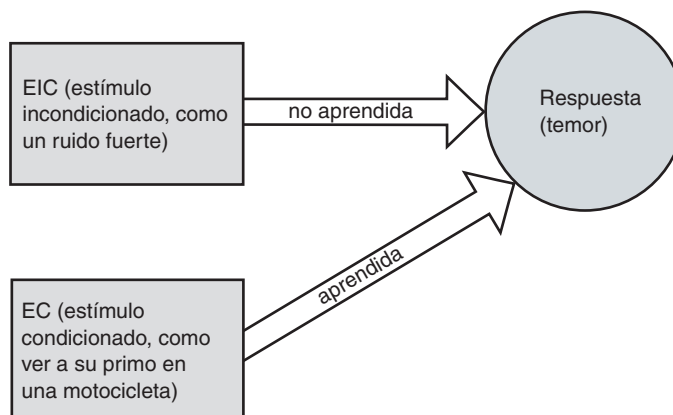 EIC (estímulo
incondicionado, como
un ruido fuerte)
no aprendida
Respuesta
(temor)
aprendida
EC (estímulo
condicionado, como
ver a su primo en
una motocicleta)